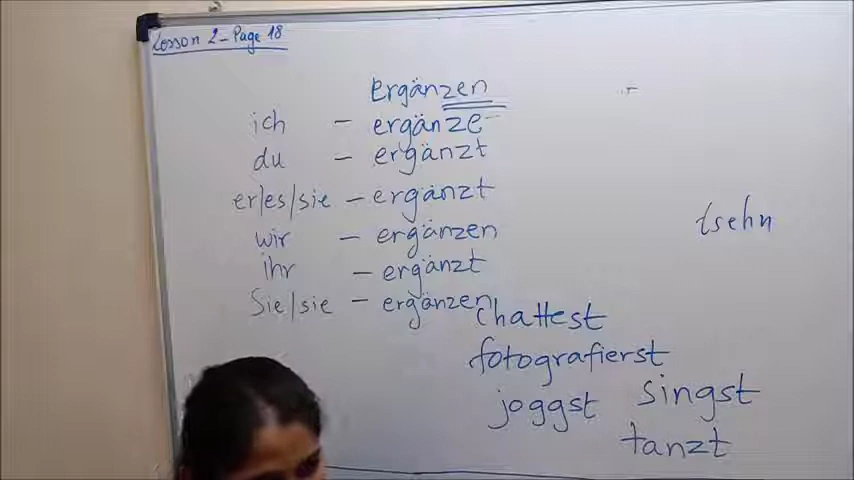 Lesson 2 - Page 18
ergänzen
ich - ergänze
du - ergänzt
er/es/sie - ergänzt
wir - ergänzen
ihr - ergänzt
Sie/sie - ergänzen
tsehn
chattest
fotografierst
joggst singst
tanzt